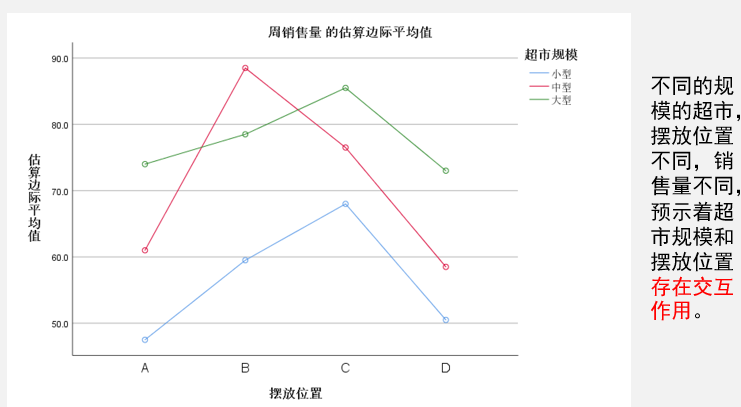 周销售量 的估算边际平均值
超市规模
小型
中型
大型
90.0
80.0
70.0
60.0
50.0
估算边际平均值
A
B
C
D
摆放位置
不同的规
模的超市,
摆放位置
不同，销
售量不同,
预示着超
市规模和
摆放位置
存在交互
作用。